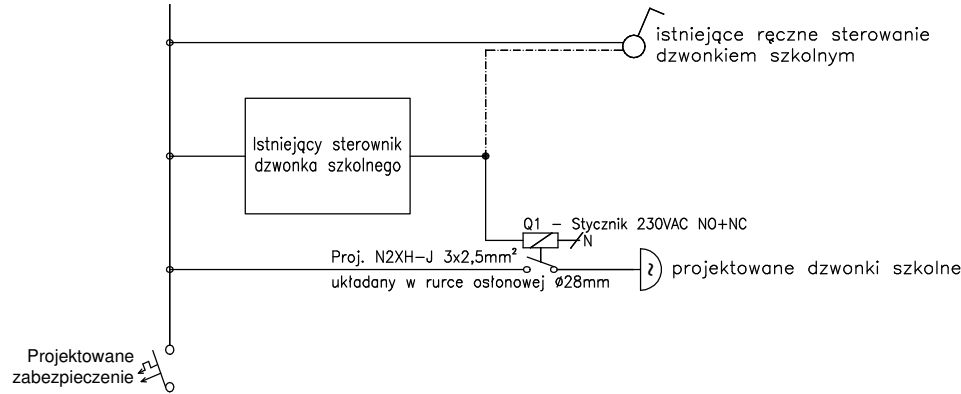 istniejące ręczne sterowanie
dzwonkiem szkolnym
Istniejący sterownik
dzwonka szkolnego
Q1 – Stycznik 230VAC NO+NC
N
Proj. N2XH–J 3x2,5mm²
układany w rurce osłonowej ø28mm
~
projektowane dzwonki szkolne
Projektowane
zabezpieczenie